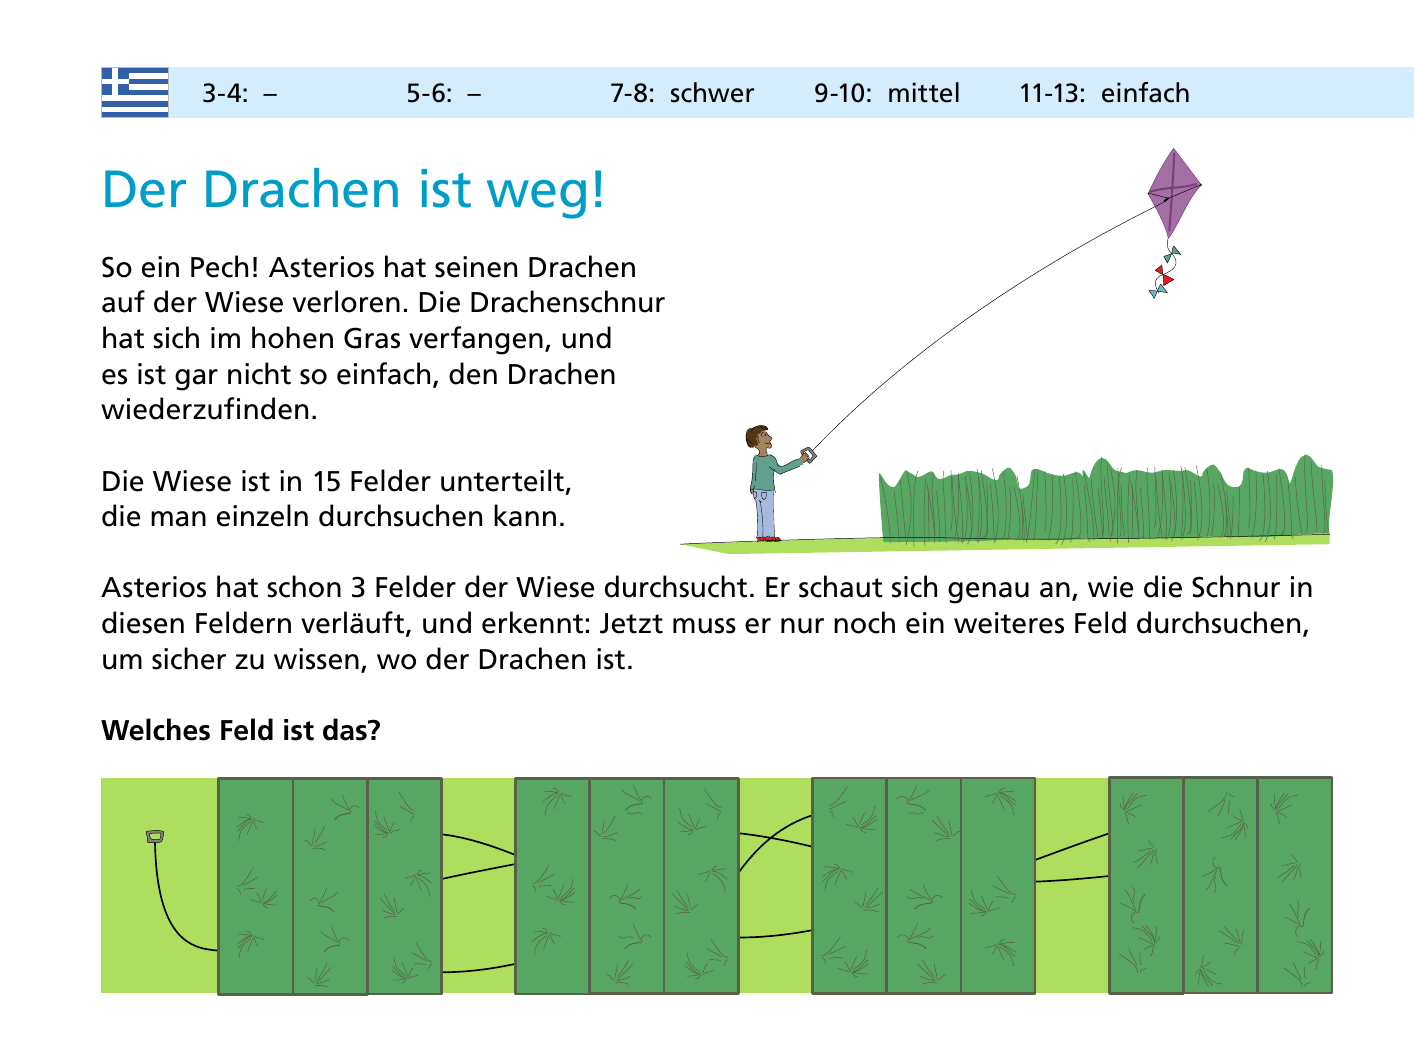 3-4: – 5-6: – 7-8: schwer 9-10: mittel 11-13: einfach
Der Drachen ist weg!
So ein Pech! Asterios hat seinen Drachen
auf der Wiese verloren. Die Drachenschnur
hat sich im hohen Gras verfangen, und
es ist gar nicht so einfach, den Drachen
wiederzufinden.
Die Wiese ist in 15 Felder unterteilt,
die man einzeln durchsuchen kann.
Asterios hat schon 3 Felder der Wiese durchsucht. Er schaut sich genau an, wie die Schnur in
diesen Feldern verläuft, und erkennt: Jetzt muss er nur noch ein weiteres Feld durchsuchen,
um sicher zu wissen, wo der Drachen ist.
Welches Feld ist das?